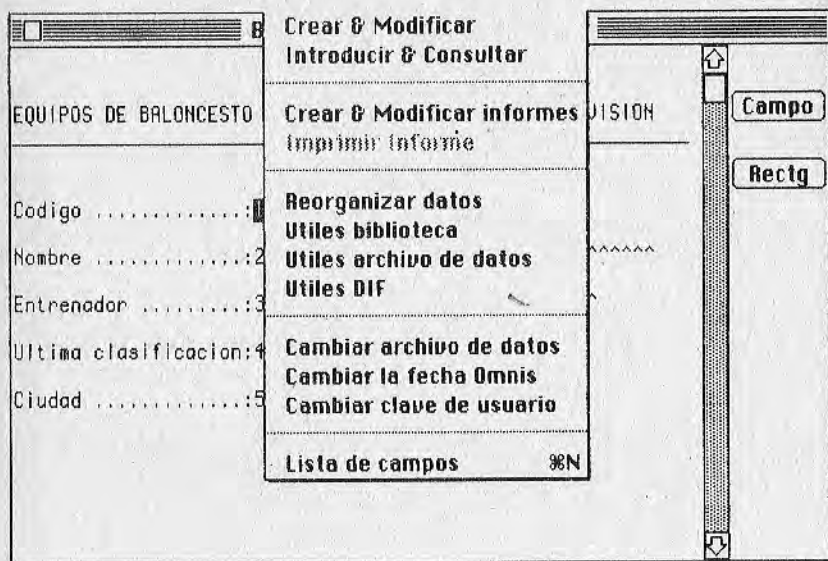 B
Crear & Modificar
Introducir & Consultar
Crear & Modificar informes
Imprimir informe
Reorganizar datos
Utiles biblioteca
Utiles archivo de datos
Utiles DIF
Cambiar archivo de datos
Cambiar la fecha Omnis
Cambiar clave de usuario
Lista de campos ⌘N
EQUIPOS DE BALONCESTO
VISION
Codigo .............:1
Nombre .............:2 ^^^^^^
Entrenador .........:3 ^
Ultima clasificacion:4
Ciudad .............:5
Campo
Rectg